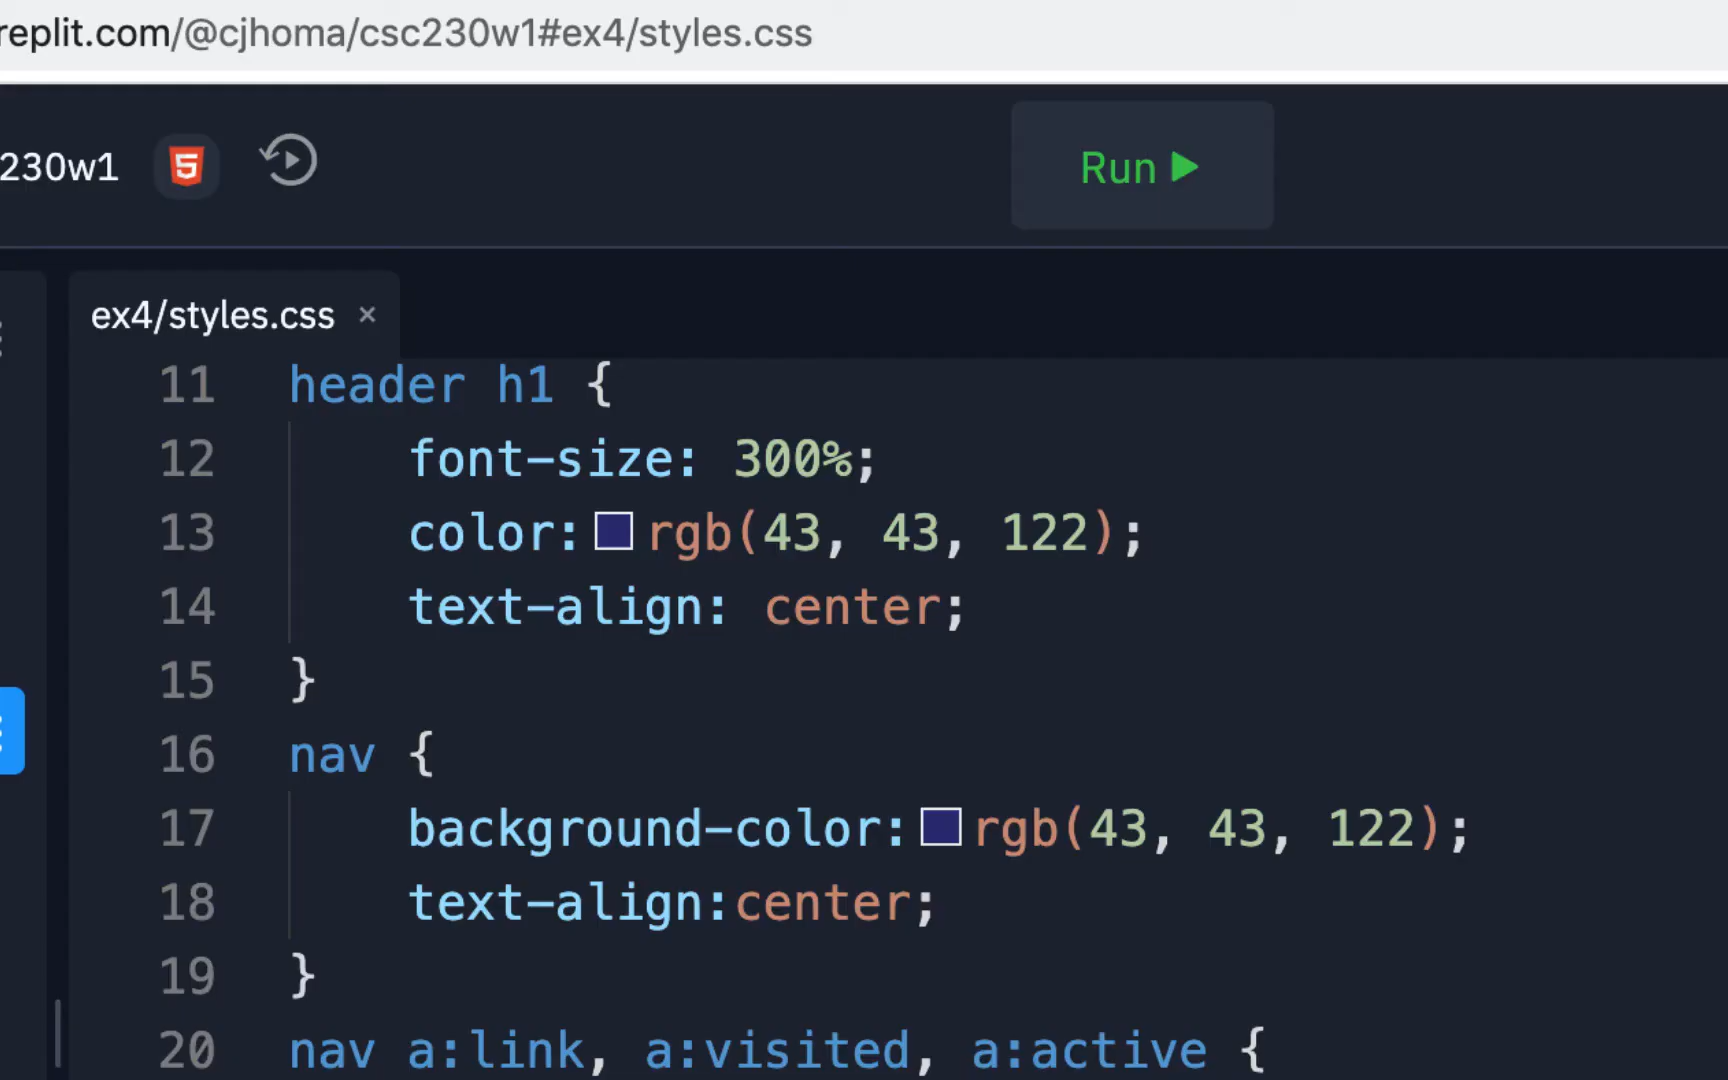 replit.com/@cjhoma/csc230w1#ex4/styles.css
230w1 5 Run
ex4/styles.css ×
11 header h1 {
12 font-size: 300%;
13 color: rgb(43, 43, 122);
14 text-align: center;
15 }
16 nav {
17 background-color: rgb(43, 43, 122);
18 text-align:center;
19 }
20 nav a:link, a:visited, a:active {